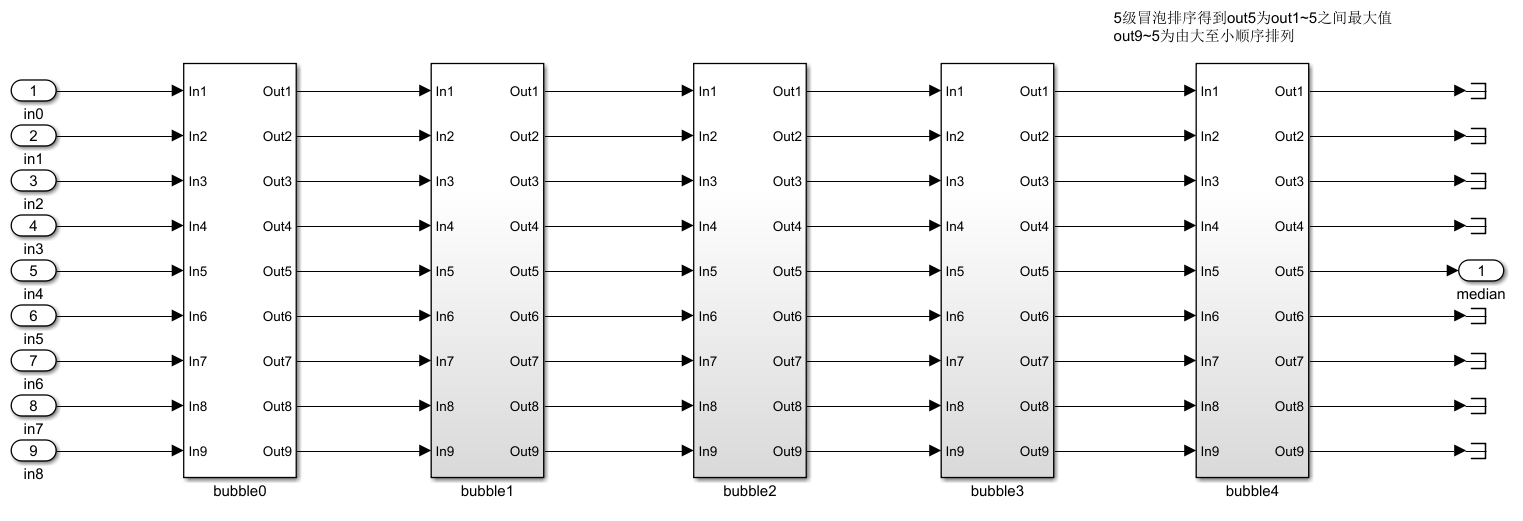 5级冒泡排序得到out5为out1~5之间最大值
out9~5为由大至小顺序排列
1 In1 Out1 In1 Out1 In1 Out1 In1 Out1 In1 Out1
in0
2 In2 Out2 In2 Out2 In2 Out2 In2 Out2 In2 Out2
in1
3 In3 Out3 In3 Out3 In3 Out3 In3 Out3 In3 Out3
in2
4 In4 Out4 In4 Out4 In4 Out4 In4 Out4 In4 Out4
in3
5 In5 Out5 In5 Out5 In5 Out5 In5 Out5 In5 Out5 1
in4 median
6 In6 Out6 In6 Out6 In6 Out6 In6 Out6 In6 Out6
in5
7 In7 Out7 In7 Out7 In7 Out7 In7 Out7 In7 Out7
in6
8 In8 Out8 In8 Out8 In8 Out8 In8 Out8 In8 Out8
in7
9 In9 Out9 In9 Out9 In9 Out9 In9 Out9 In9 Out9
in8
bubble0 bubble1 bubble2 bubble3 bubble4